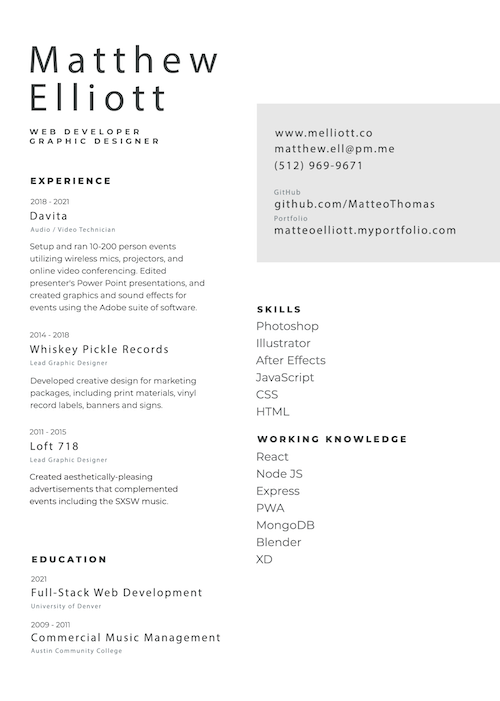 Matthew
Elliott
WEB DEVELOPER
GRAPHIC DESIGNER
EXPERIENCE
2018 - 2021
Davita
Audio / Video Technician
Setup and ran 10-200 person events
utilizing wireless mics, projectors, and
online video conferencing. Edited
presenter's Power Point presentations, and
created graphics and sound effects for
events using the Adobe suite of software.
2014 - 2018
Whiskey Pickle Records
Lead Graphic Designer
Developed creative design for marketing
packages, including print materials, vinyl
record labels, banners and signs.
2011 - 2015
Loft 718
Lead Graphic Designer
Created aesthetically-pleasing
advertisements that complemented
events including the SXSW music.
EDUCATION
2021
Full-Stack Web Development
University of Denver
2009 - 2011
Commercial Music Management
Austin Community College
www.melliott.co
matthew.ell@pm.me
(512) 969-9671
GitHub
github.com/MatteoThomas
Portfolio
matteoelliott.myportfolio.com
SKILLS
Photoshop
Illustrator
After Effects
JavaScript
CSS
HTML
WORKING KNOWLEDGE
React
Node JS
Express
PWA
MongoDB
Blender
XD